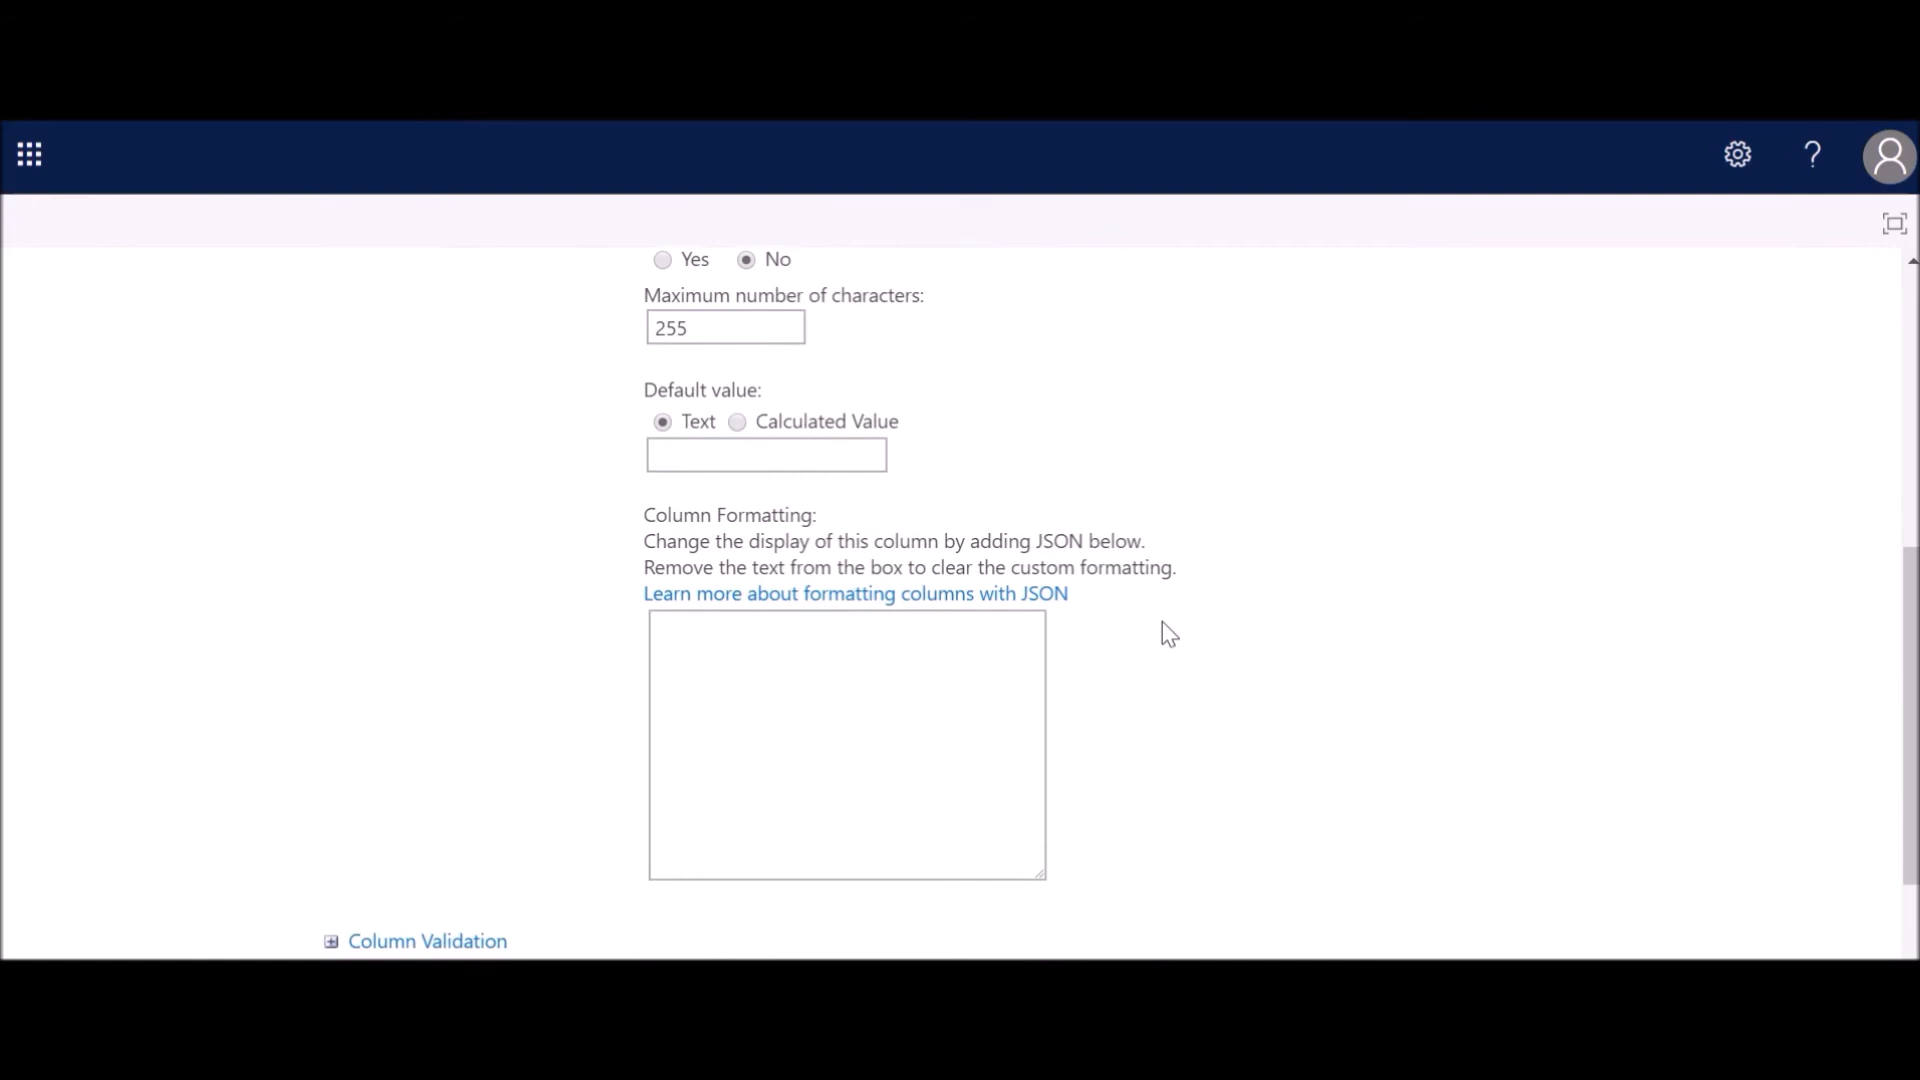 ?
Yes No
Maximum number of characters:
255
Default value:
Text Calculated Value
Column Formatting:
Change the display of this column by adding JSON below.
Remove the text from the box to clear the custom formatting.
Learn more about formatting columns with JSON
Column Validation